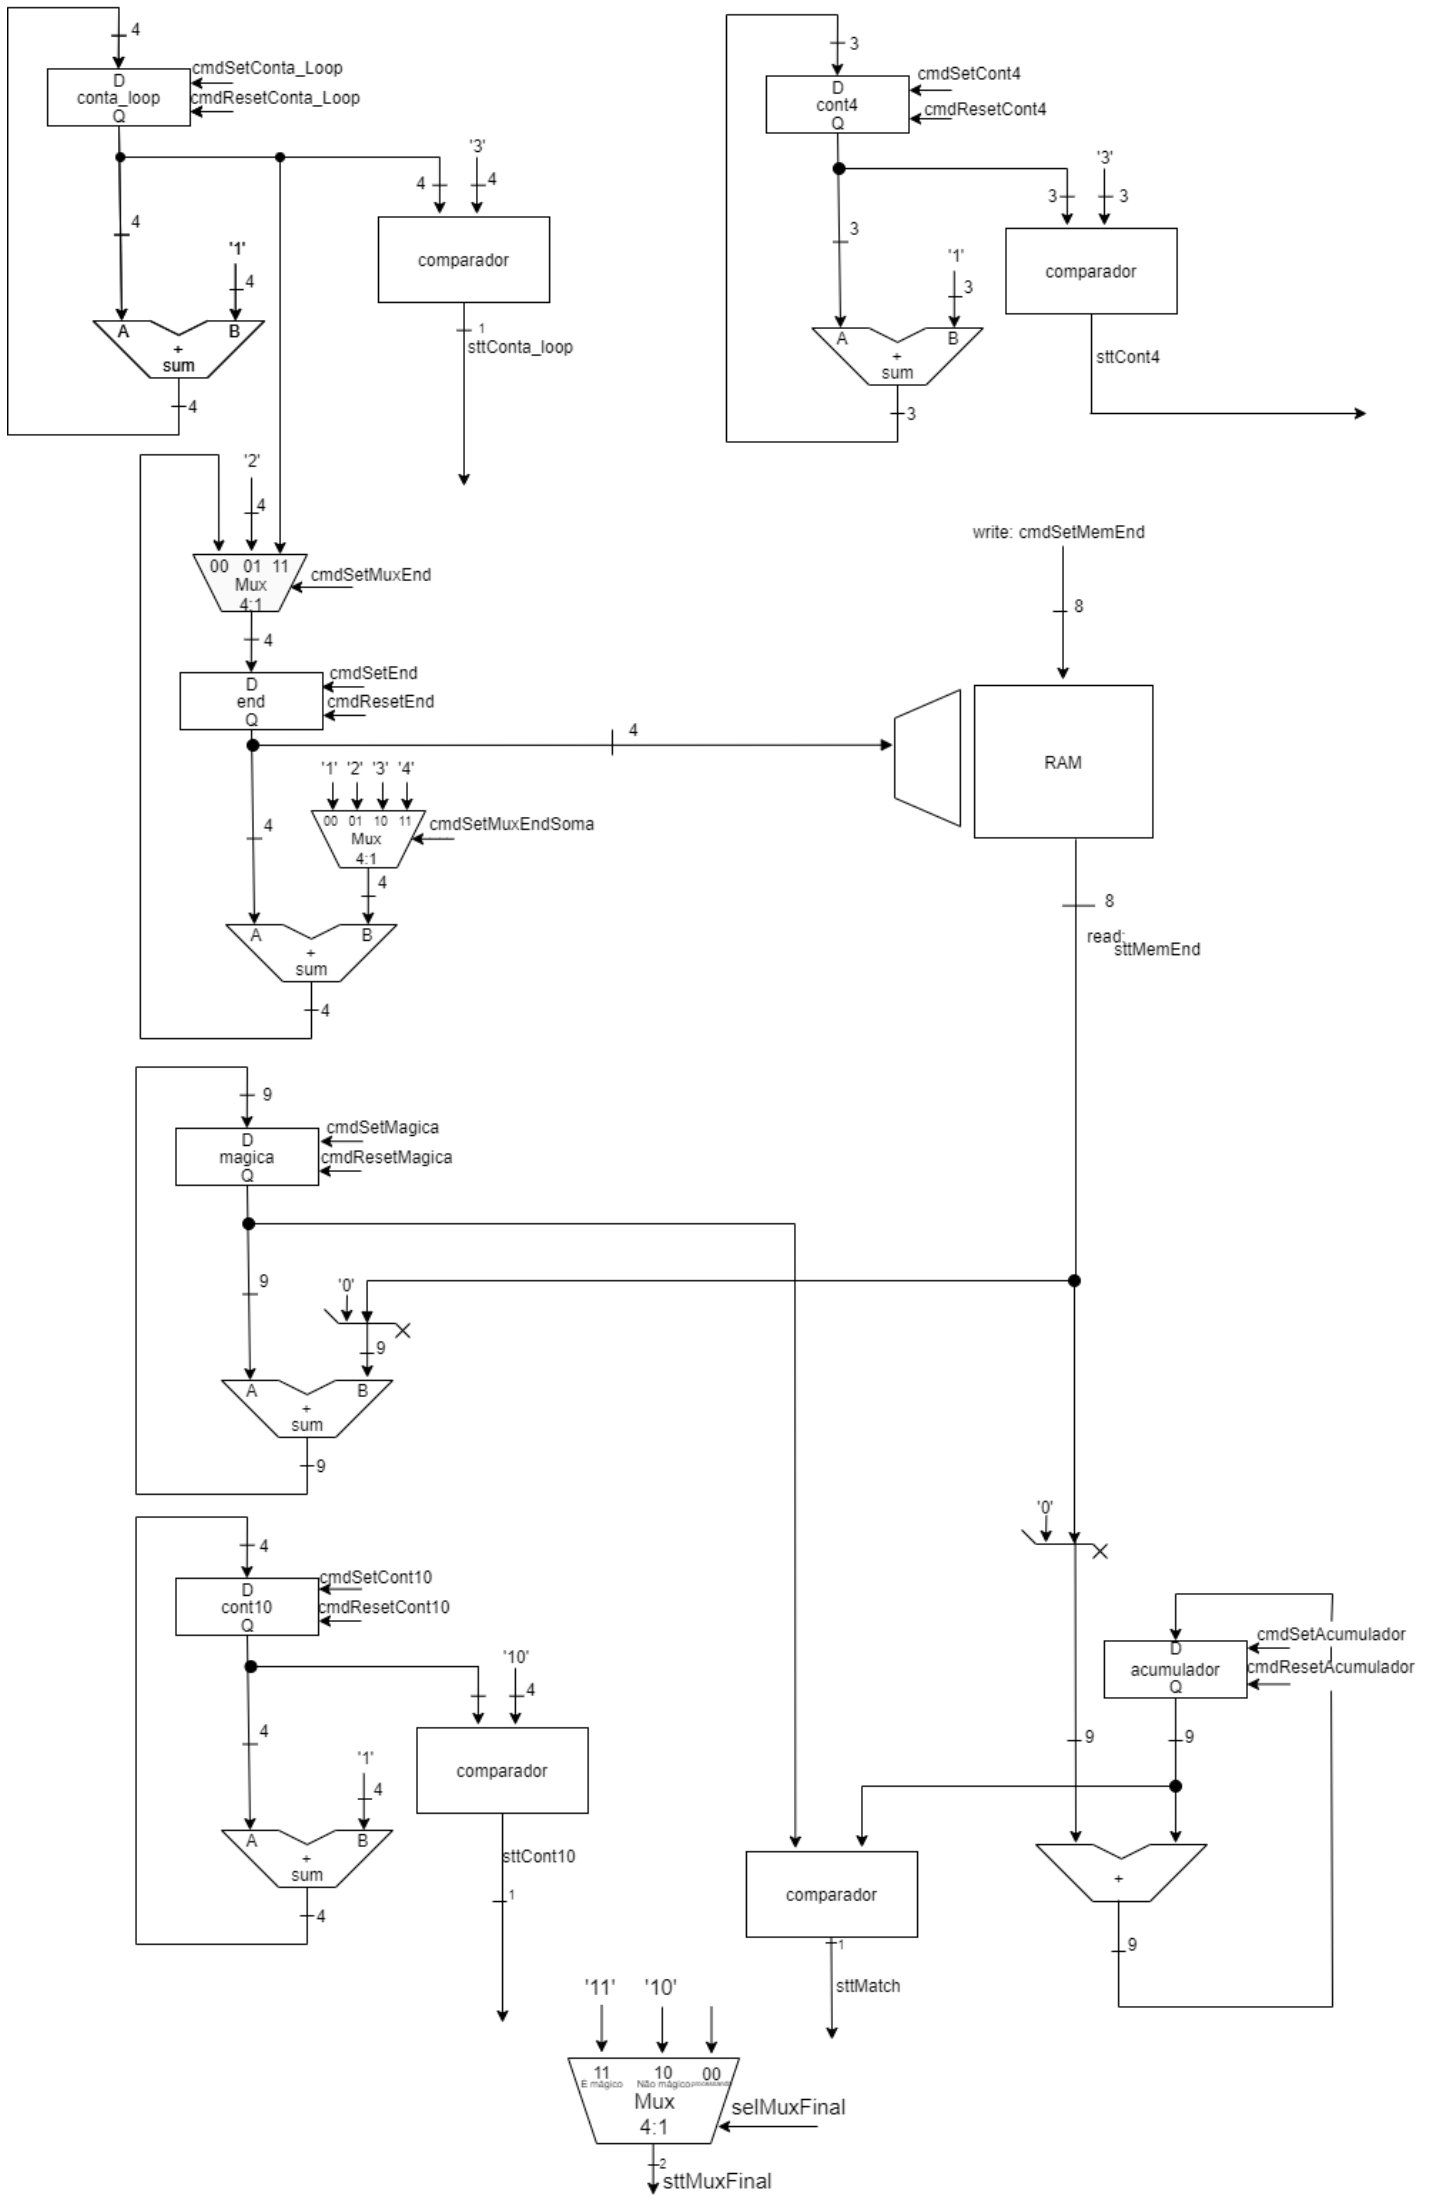 4
D
conta_loop
Q
cmdSetConta_Loop
cmdResetConta_Loop
4
'1'
4
A
B
+
sum
4
4
'3'
4
comparador
1
sttConta_loop
3
D
cont4
Q
cmdSetCont4
cmdResetCont4
3
'1'
3
A
B
+
sum
3
3
'3'
3
comparador
sttCont4
'2'
4
00 01 11
Mux
4:1
cmdSetMuxEnd
4
D
end
Q
cmdSetEnd
cmdResetEnd
4
'1' '2' '3' '4'
00 01 10 11
Mux
4:1
cmdSetMuxEndSoma
4
4
A
B
+
sum
4
write: cmdSetMemEnd
8
RAM
8
read:
sttMemEnd
9
D
magica
Q
cmdSetMagica
cmdResetMagica
9
'0'
9
A
B
+
sum
9
4
D
cont10
Q
cmdSetCont10
cmdResetCont10
4
'1'
4
A
B
+
sum
4
'10'
4
comparador
sttCont10
1
'0'
D
acumulador
Q
cmdSetAcumulador
cmdResetAcumulador
9
9
+
9
comparador
1
sttMatch
'11' '10'
11 10 00
É mágico Não mágico processando
Mux
4:1
selMuxFinal
2
sttMuxFinal